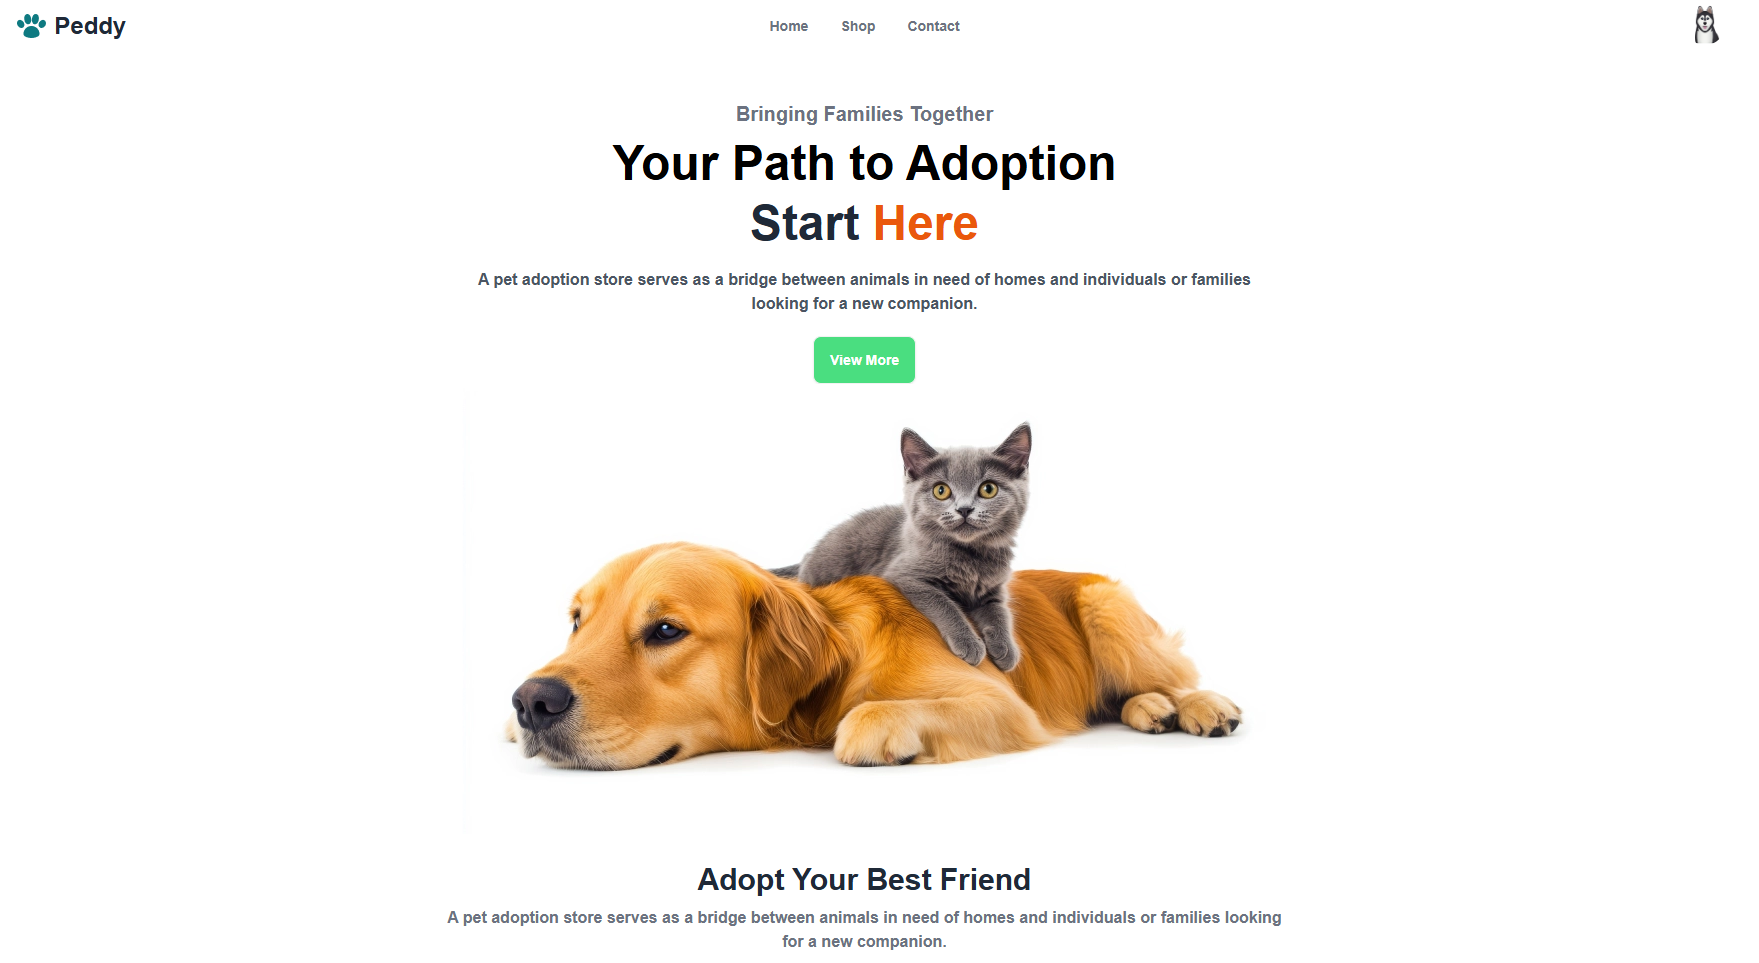 Peddy
Home Shop Contact
Bringing Families Together
Your Path to Adoption
Start Here
A pet adoption store serves as a bridge between animals in need of homes and individuals or families
looking for a new companion.
View More
Adopt Your Best Friend
A pet adoption store serves as a bridge between animals in need of homes and individuals or families looking
for a new companion.